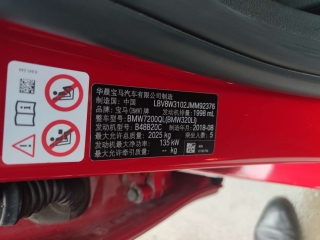 华晨宝马汽车有限公司制造
制造国: 中国 LBV8W3102JMM92376
品牌: 宝马(BMW)牌 发动机排量: 1998 mL
整车型号: BMW7200QL(BMW320Li)
发动机型号: B48B20C 制造年月: 2018-08
最大允许总质量: 2025 kg 乘坐人数: 5
发动机最大净功率: 135 kW
最大允许牵引质量: -- kg